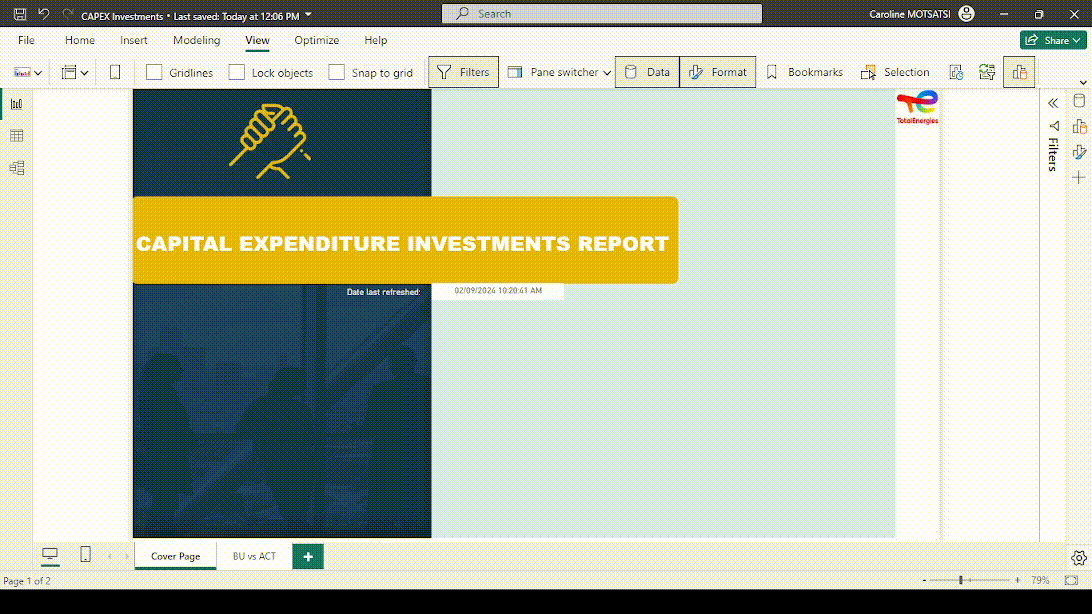 CAPEX Investments • Last saved: Today at 12:06 PM
Search
Caroline MOTSATSI
File Home Insert Modeling View Optimize Help
Share
Gridlines Lock objects Snap to grid Filters Pane switcher Data Format Bookmarks Selection
TotalEnergies
Filters
CAPITAL EXPENDITURE INVESTMENTS REPORT
Date last refreshed: 02/09/2024 10:20:41 AM
Cover Page BU vs ACT
Page 1 of 2
79%